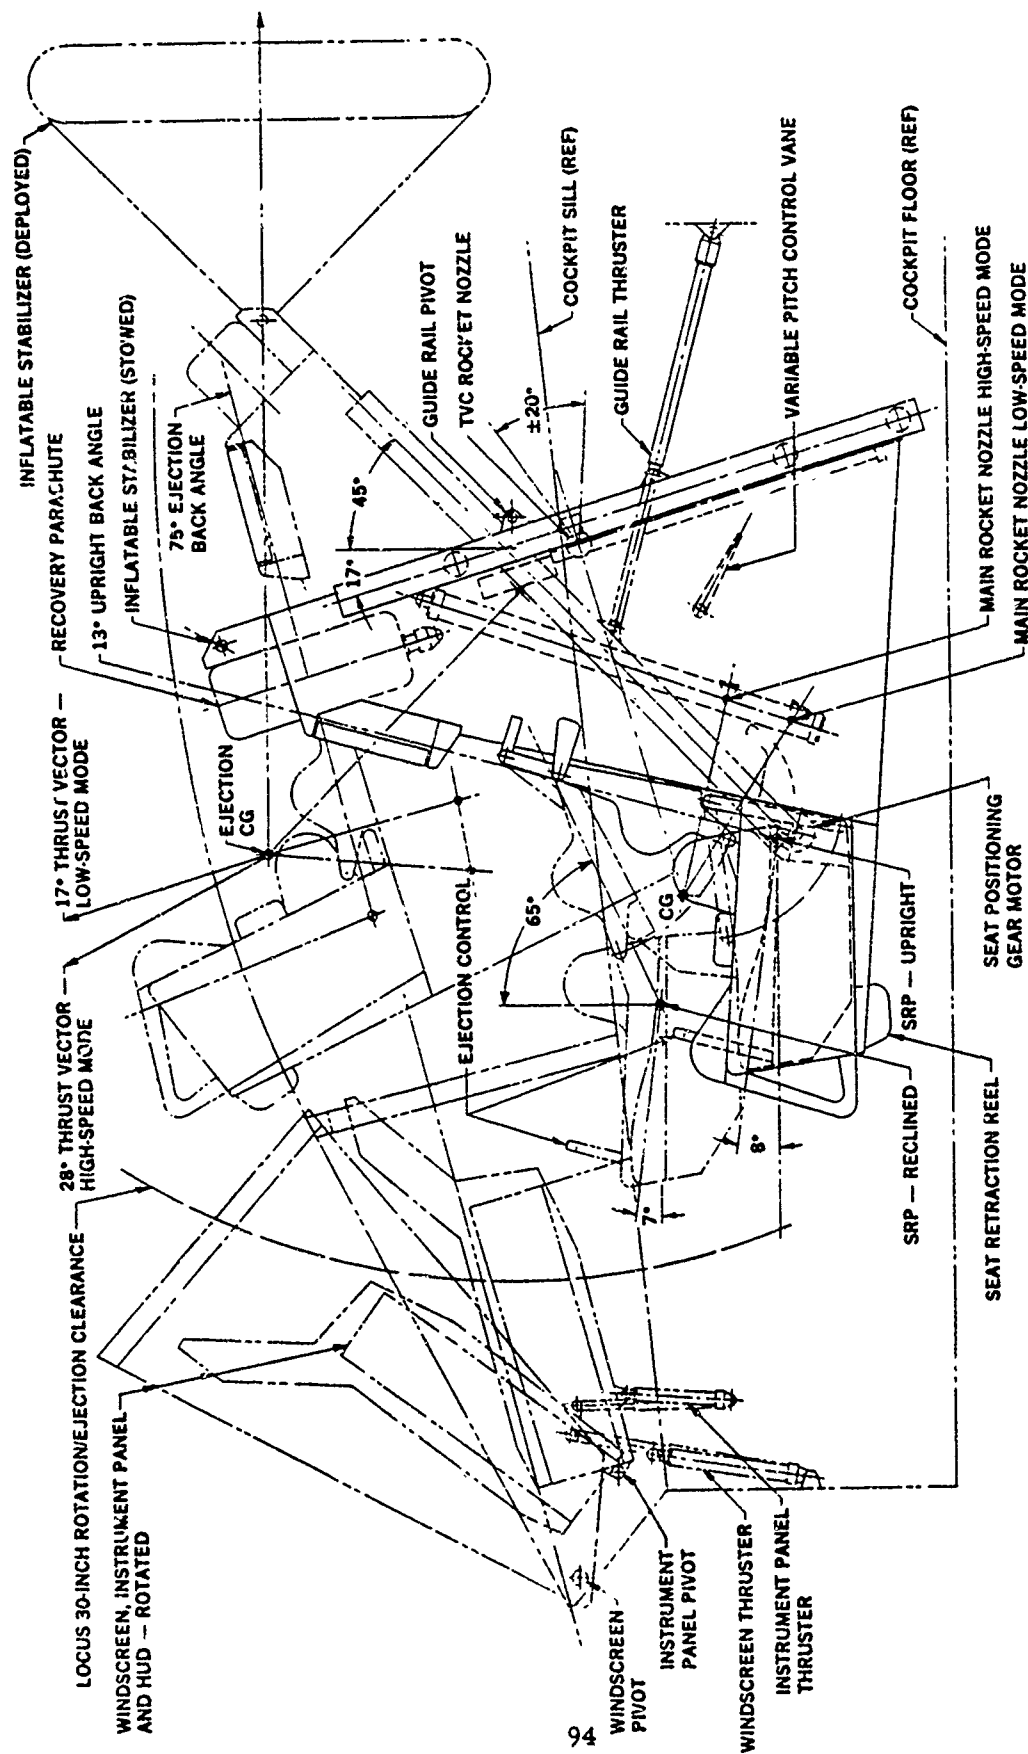 INFLATABLE STABILIZER (DEPLOYED)
RECOVERY PARACHUTE
13° UPRIGHT BACK ANGLE
INFLATABLE STABILIZER (STOWED)
75° EJECTION
BACK ANGLE
17° THRUST VECTOR —
LOW-SPEED MODE
28° THRUST VECTOR —
HIGH-SPEED MODE
EJECTION
CG
LOCUS 30-INCH ROTATION/EJECTION CLEARANCE
WINDSCREEN, INSTRUMENT PANEL
AND HUD — ROTATED
EJECTION CONTROL
45°
17°
GUIDE RAIL PIVOT
TVC ROCKET NOZZLE
±20°
COCKPIT SILL (REF)
GUIDE RAIL THRUSTER
VARIABLE PITCH CONTROL VANE
COCKPIT FLOOR (REF)
MAIN ROCKET NOZZLE HIGH-SPEED MODE
MAIN ROCKET NOZZLE LOW-SPEED MODE
65°
CG
8°
7°
SEAT POSITIONING
GEAR MOTOR
SRP — UPRIGHT
SRP — RECLINED
SEAT RETRACTION REEL
WINDSCREEN
PIVOT
INSTRUMENT
PANEL PIVOT
WINDSCREEN THRUSTER
INSTRUMENT PANEL
THRUSTER
94